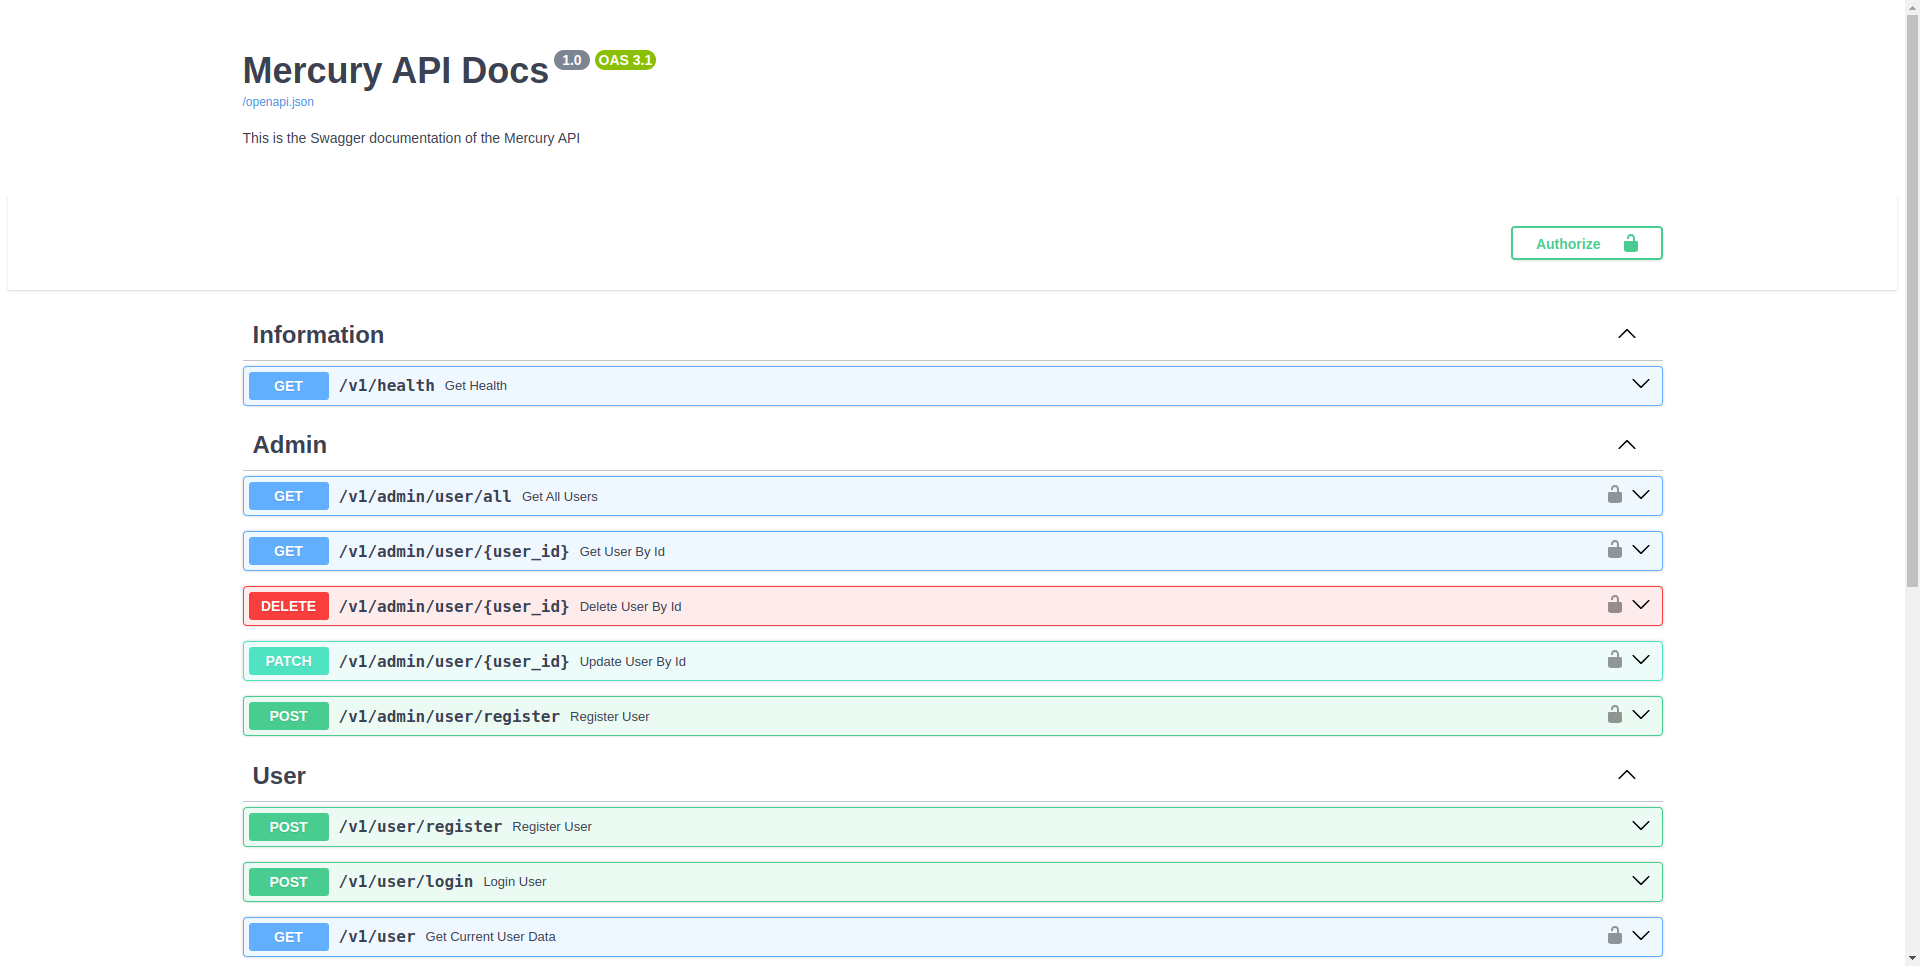 Mercury API Docs 1.0 OAS 3.1
/openapi.json
This is the Swagger documentation of the Mercury API
Authorize
Information
GET /v1/health Get Health
Admin
GET /v1/admin/user/all Get All Users
GET /v1/admin/user/{user_id} Get User By Id
DELETE /v1/admin/user/{user_id} Delete User By Id
PATCH /v1/admin/user/{user_id} Update User By Id
POST /v1/admin/user/register Register User
User
POST /v1/user/register Register User
POST /v1/user/login Login User
GET /v1/user Get Current User Data